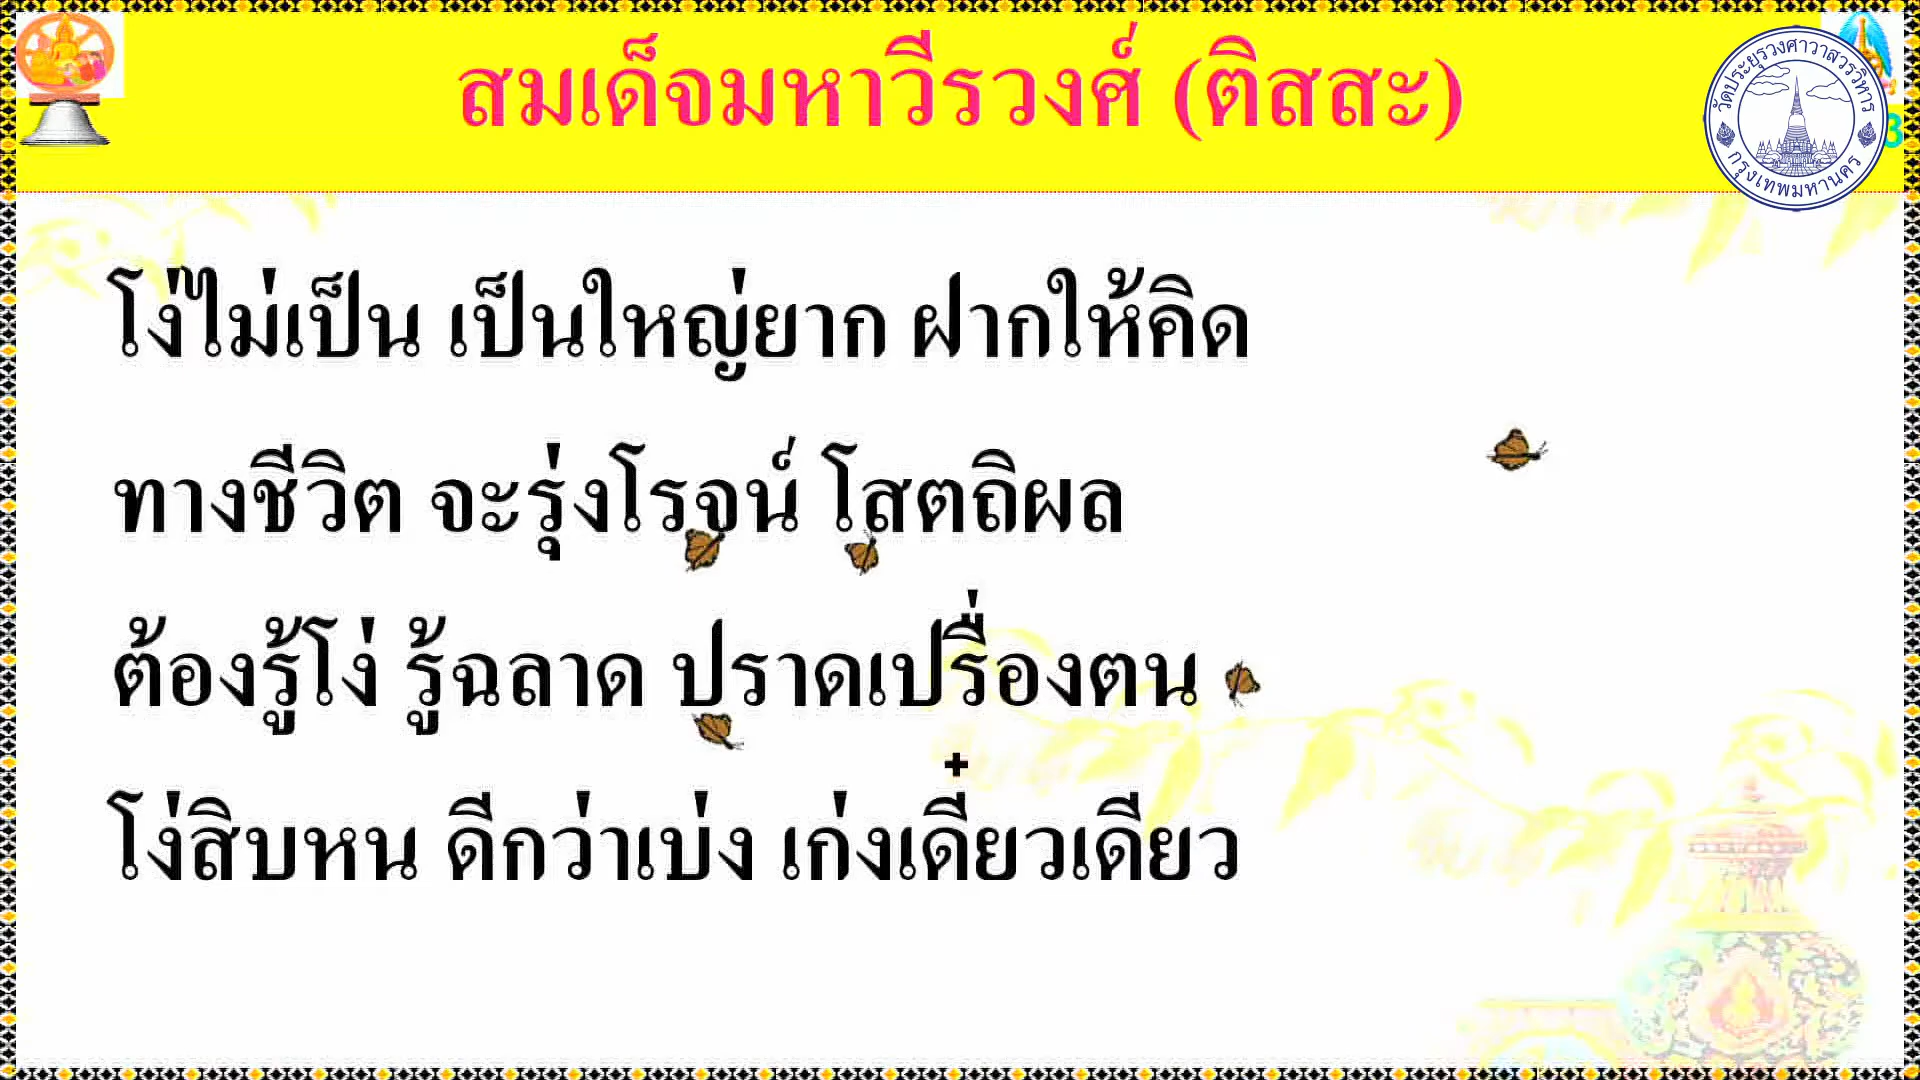 สมเด็จมหาวีรวงศ์ (ติสสะ)
วัดประยุรวงศาวาสวรวิหาร
กรุงเทพมหานคร
3
โง่ไม่เป็น เป็นใหญ่ยาก ฝากให้คิด
ทางชีวิต จะรุ่งโรจน์ โสตถิผล
ต้องรู้โง่ รู้ฉลาด ปราดเปรื่องตน
โง่สิบหน ดีกว่าเบ่ง เก่งเดี๋ยวเดียว